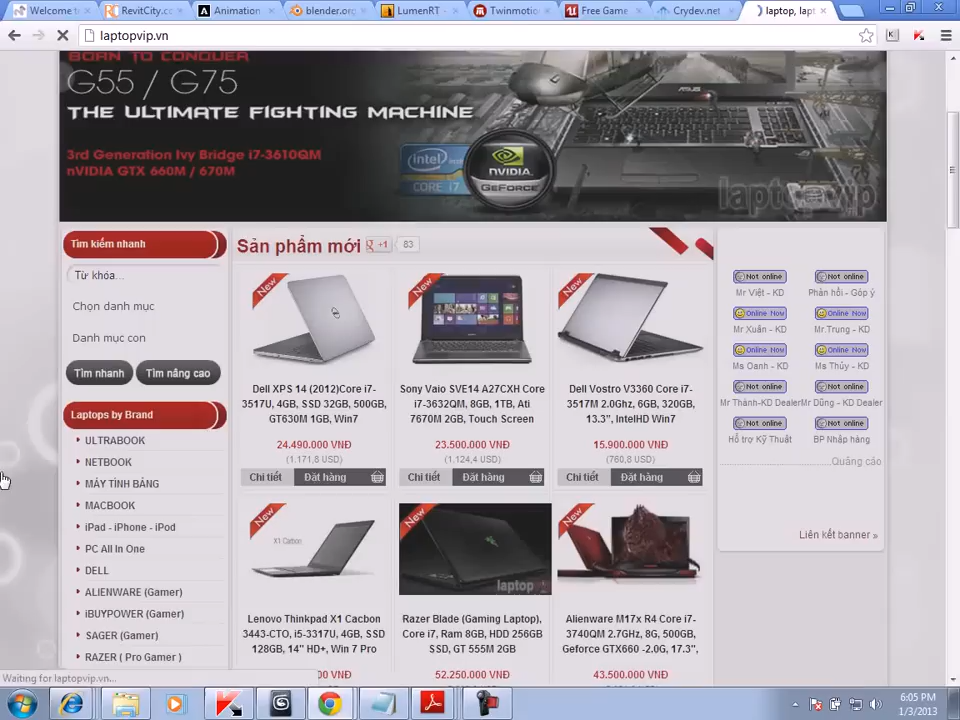 Welcome t
RevitCity.c
Animation
blender.or
LumenRT -
Twinmotio
Free Game
Crydev.net
laptop, lapt
laptopvip.vn
BORN TO CONQUER
G55 / G75
THE ULTIMATE FIGHTING MACHINE
3rd Generation Ivy Bridge i7-3610QM
nVIDIA GTX 660M / 670M
intel
CORE i7
NVIDIA.
GEFORCE
laptopvip
Tìm kiếm nhanh
Từ khóa...
Chọn danh mục
Danh mục con
Tìm nhanh
Tìm nâng cao
Laptops by Brand
ULTRABOOK
NETBOOK
MÁY TÍNH BẢNG
MACBOOK
iPad - iPhone - iPod
PC All In One
DELL
ALIENWARE (Gamer)
iBUYPOWER (Gamer)
SAGER (Gamer)
RAZER ( Pro Gamer )
Sản phẩm mới
+1
83
New
Dell XPS 14 (2012)Core i7-
3517U, 4GB, SSD 32GB, 500GB,
GT630M 1GB, Win7
24.490.000 VNĐ
(1.171,8 USD)
Chi tiết
Đặt hàng
New
Sony Vaio SVE14 A27CXH Core
i7-3632QM, 8GB, 1TB, Ati
7670M 2GB, Touch Screen
23.500.000 VNĐ
(1.124,4 USD)
Chi tiết
Đặt hàng
New
Dell Vostro V3360 Core i7-
3517M 2.0Ghz, 6GB, 320GB,
13.3", IntelHD Win7
15.900.000 VNĐ
(760,8 USD)
Chi tiết
Đặt hàng
New
X1 Carbon
Lenovo Thinkpad X1 Cacbon
3443-CTO, i5-3317U, 4GB, SSD
128GB, 14" HD+, Win 7 Pro
laptop
Razer Blade (Gaming Laptop),
Core i7, Ram 8GB, HDD 256GB
SSD, GT 555M 2GB
52.250.000 VNĐ
New
Alienware M17x R4 Core i7-
3740QM 2.7GHz, 8G, 500GB,
Geforce GTX660 -2.0G, 17.3",
43.500.000 VNĐ
Not online
Not online
Mr Việt - KD
Phản hồi - Góp ý
Online Now
Online Now
Mr Xuân - KD
Mr.Trung - KD
Online Now
Online Now
Ms Oanh - KD
Ms Thủy - KD
Not online
Not online
Mr Thành-KD Dealer
Mr Dũng - KD Dealer
Not online
Not online
Hỗ trợ Kỹ Thuật
BP Nhập hàng
Quảng cáo
Liên kết banner »
Waiting for laptopvip.vn...
6:05 PM
1/3/2013